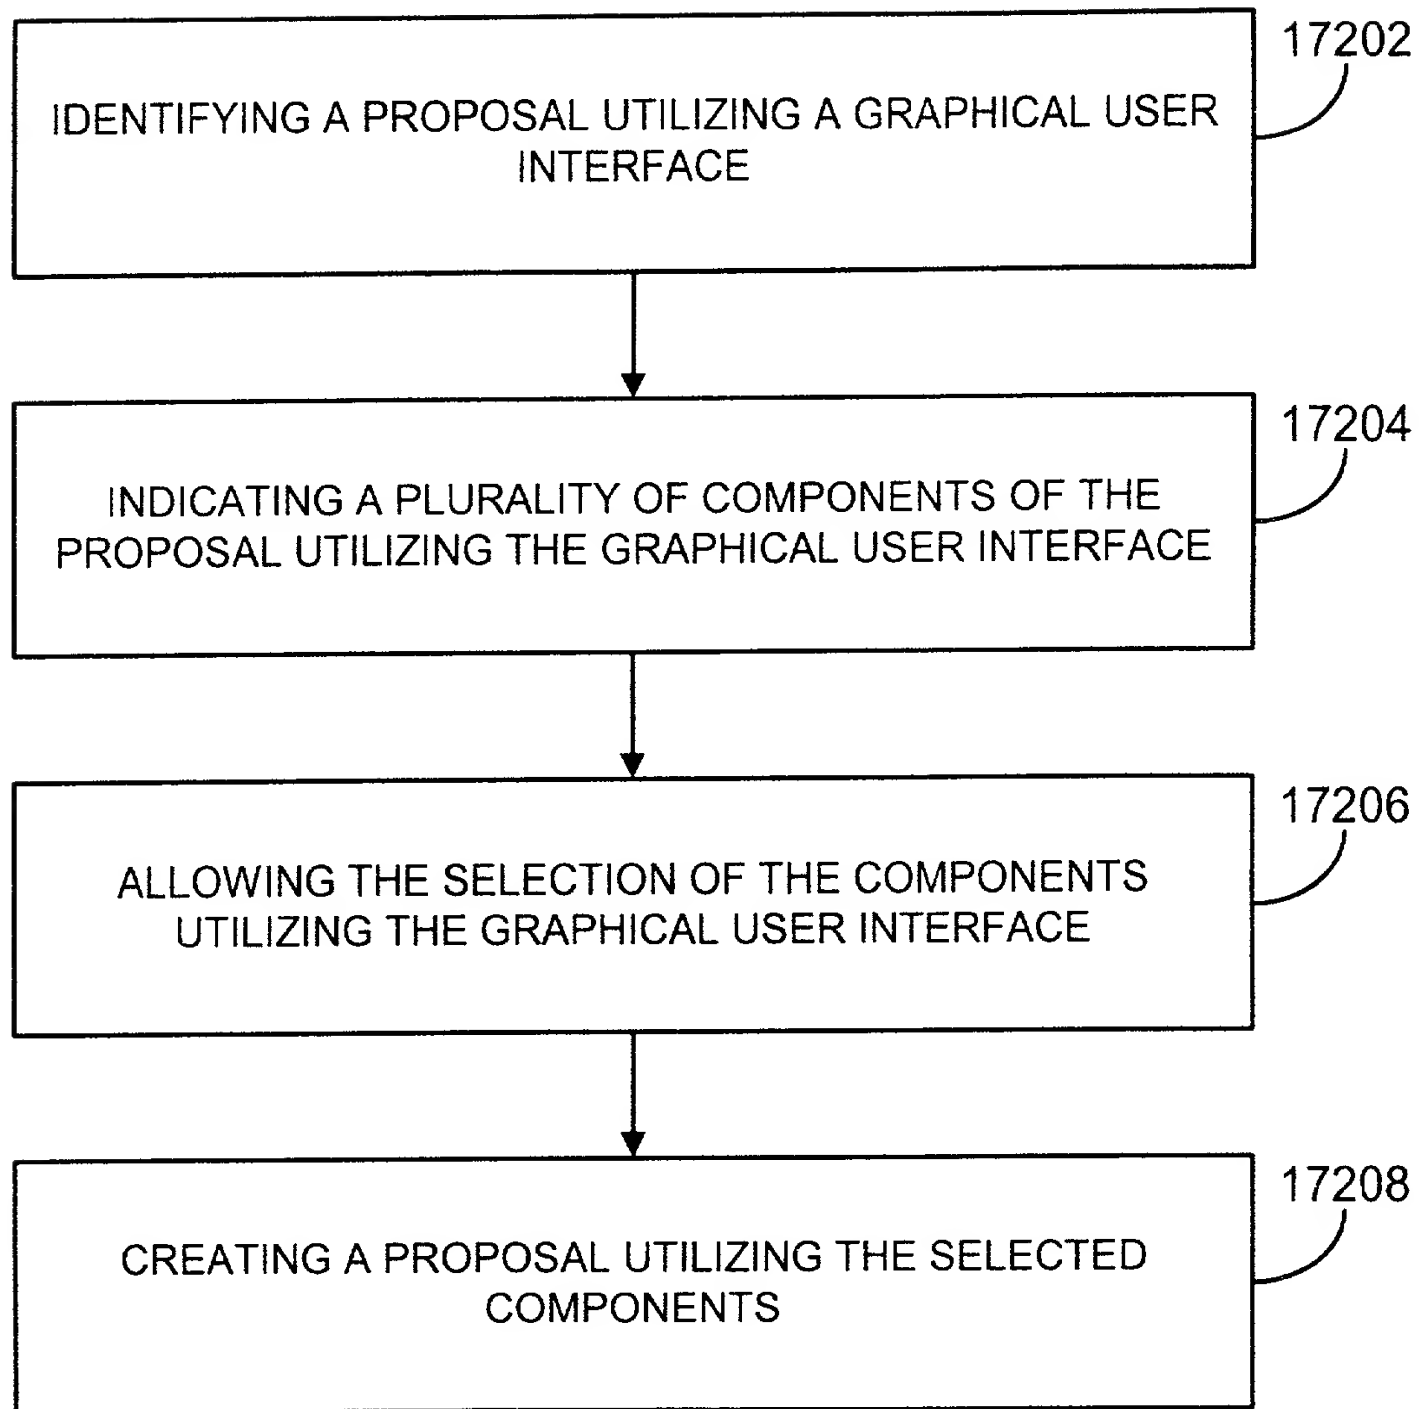 17202
IDENTIFYING A PROPOSAL UTILIZING A GRAPHICAL USER
INTERFACE
17204
INDICATING A PLURALITY OF COMPONENTS OF THE
PROPOSAL UTILIZING THE GRAPHICAL USER INTERFACE
17206
ALLOWING THE SELECTION OF THE COMPONENTS
UTILIZING THE GRAPHICAL USER INTERFACE
17208
CREATING A PROPOSAL UTILIZING THE SELECTED
COMPONENTS